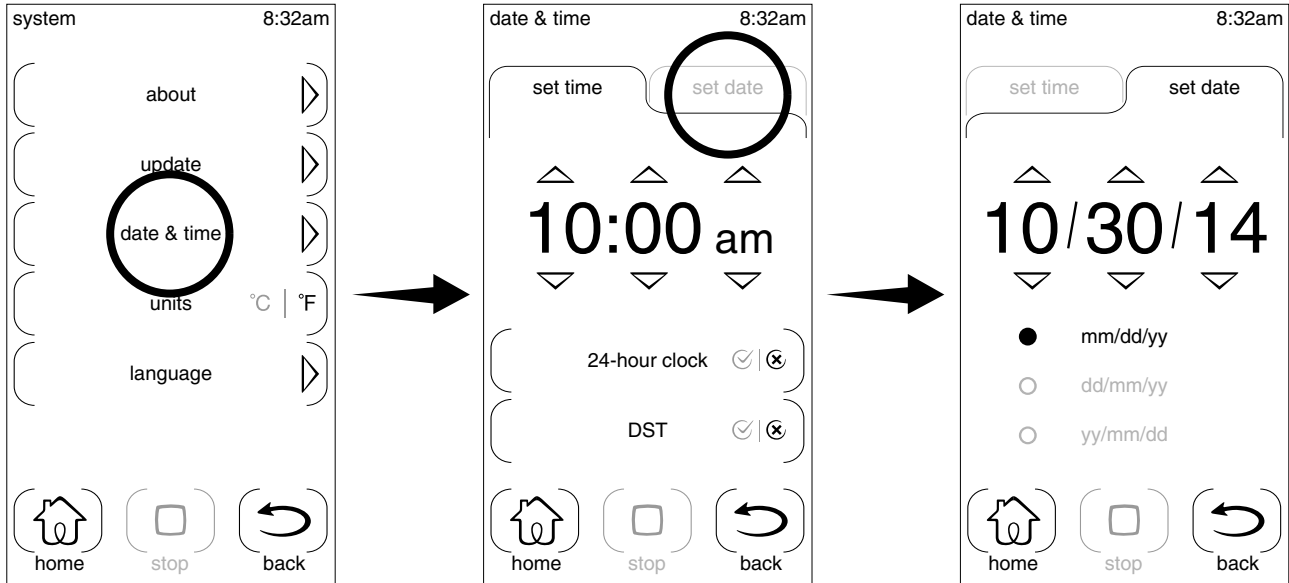 system 8:32am
about
update
date & time
units °C | °F
language
home stop back
date & time 8:32am
set time set date
10:00 am
24-hour clock
DST
home stop back
date & time 8:32am
set time set date
10/30/14
mm/dd/yy
dd/mm/yy
yy/mm/dd
home stop back